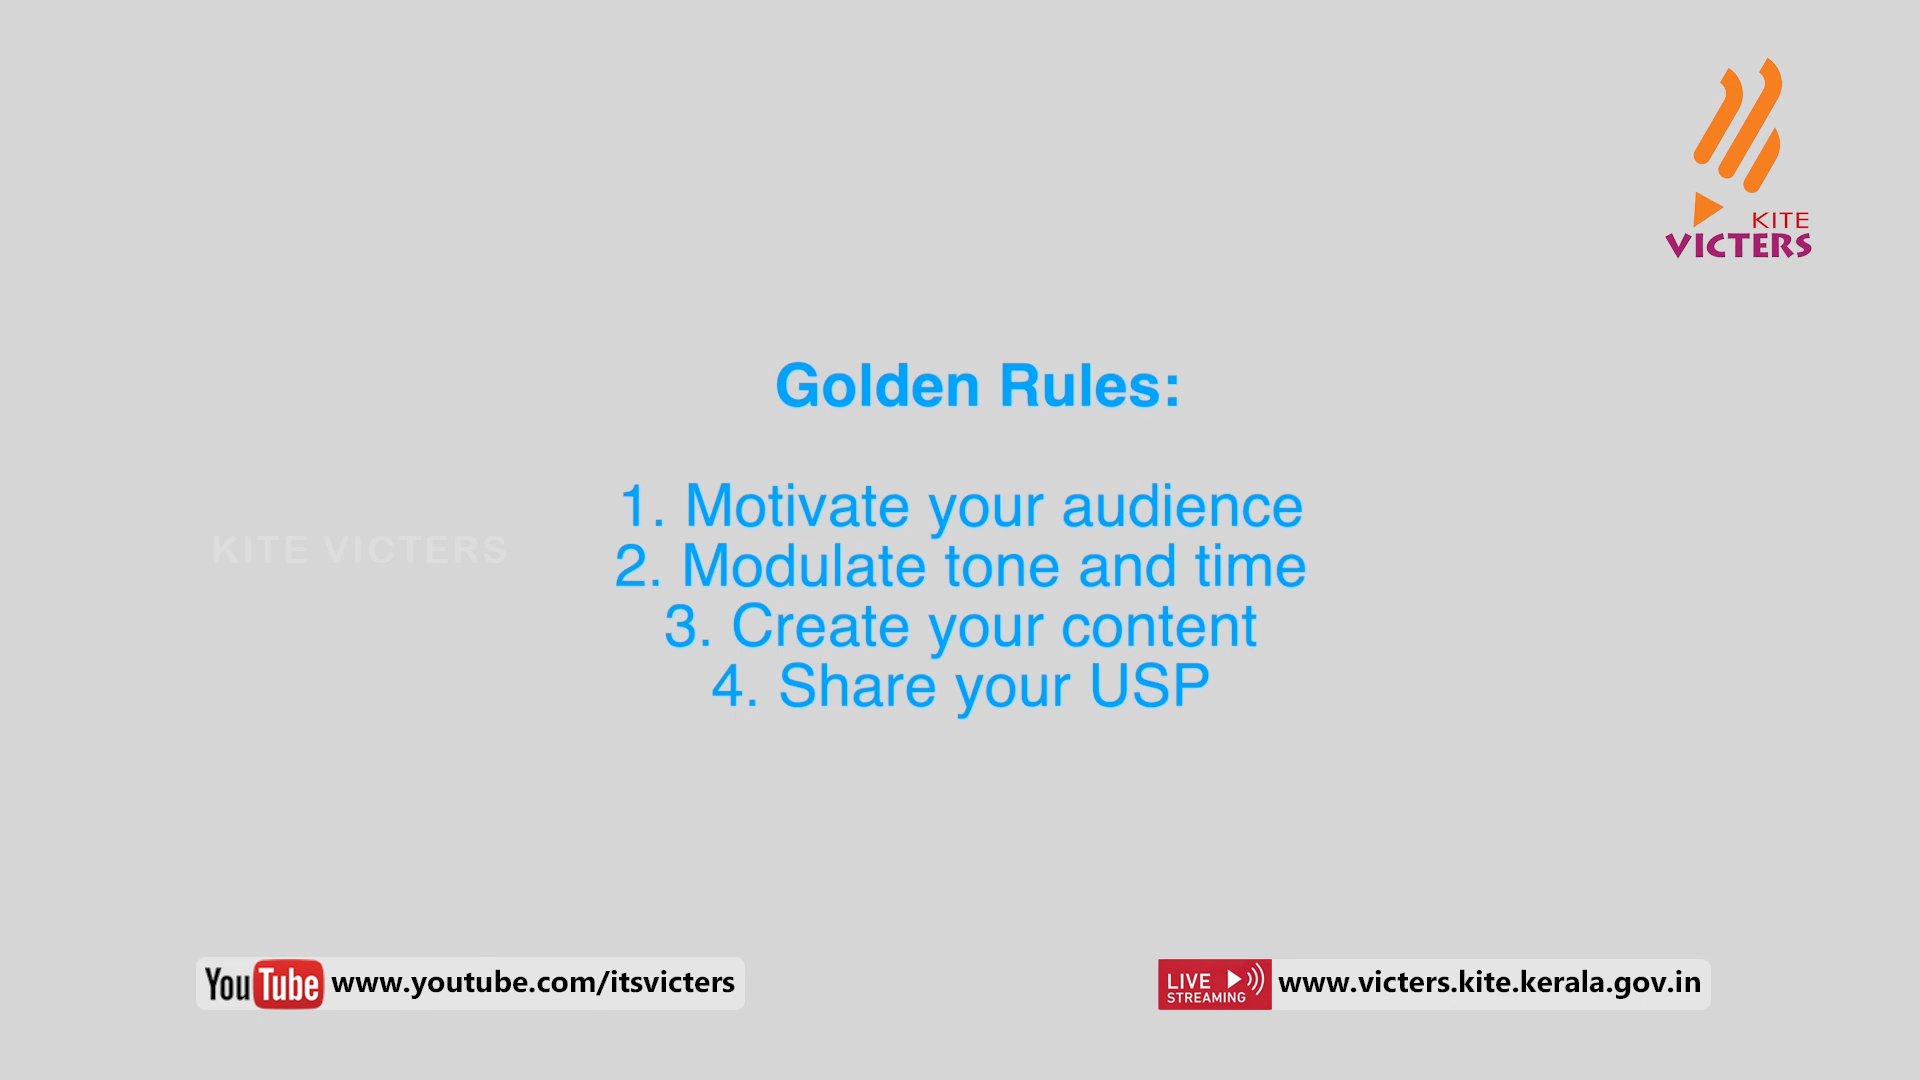 KITE
VICTERS
Golden Rules:
1. Motivate your audience
KITE VICTERS
2. Modulate tone and time
3. Create your content
4. Share your USP
YouTube www.youtube.com/itsvicters
LIVE STREAMING www.victers.kite.kerala.gov.in